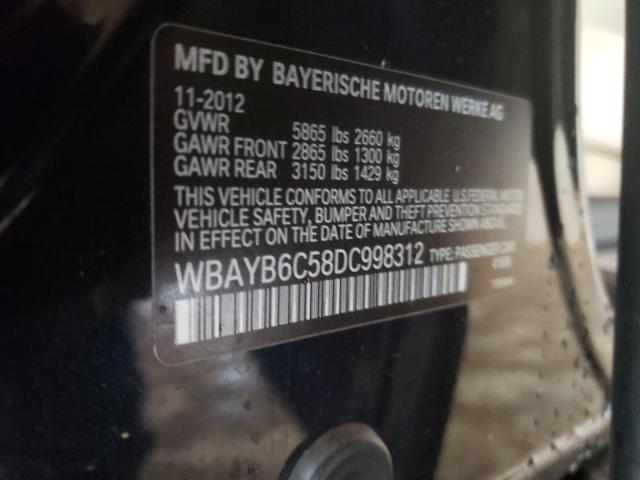 MFD BY BAYERISCHE MOTOREN WERKE AG
11-2012
GVWR 5865 lbs 2660 kg
GAWR FRONT 2865 lbs 1300 kg
GAWR REAR 3150 lbs 1429 kg
THIS VEHICLE CONFORMS TO ALL APPLICABLE U.S.FEDERAL MOTOR
VEHICLE SAFETY, BUMPER AND THEFT PREVENTION STANDARDS
IN EFFECT ON THE DATE OF MANUFACTURE SHOWN ABOVE
WBAYB6C58DC998312 TYPE: PASSENGER CAR